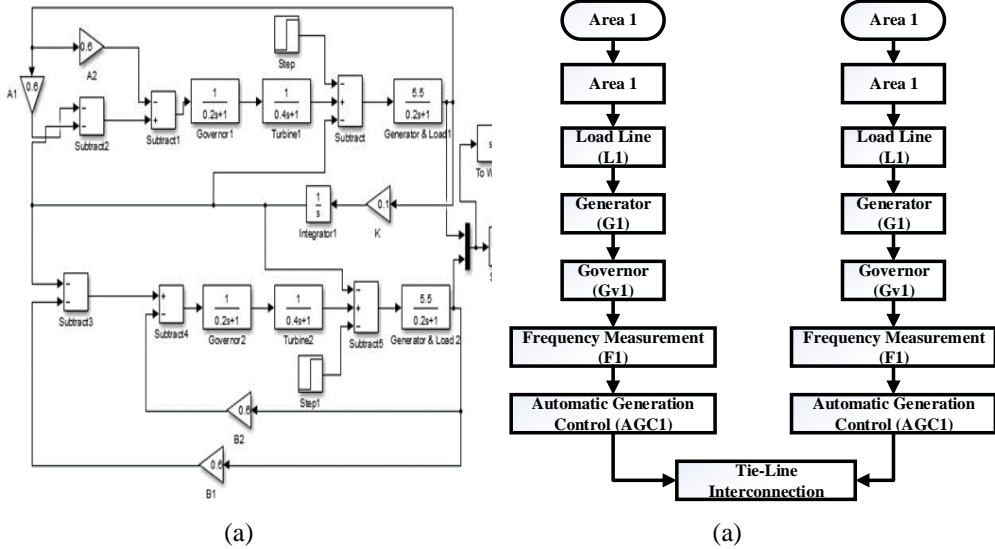 0.6
A2
Step
0.6
A1
1
0.2s+1
Governor1
1
0.4s+1
Turbine1
5.5
0.2s+1
Generator & Load1
Subtract2
Subtract1
Subtract
To W
1
s
Integrator1
0.1
K
Subtract3
Subtract4
1
0.2s+1
Governor2
1
0.4s+1
Turbine2
Subtract5
5.5
0.2s+1
Generator & Load 2
Step1
0.6
B2
0.6
B1
(a)
Area 1
Area 1
Load Line
(L1)
Generator
(G1)
Governor
(Gv1)
Frequency Measurement
(F1)
Automatic Generation
Control (AGC1)
Area 1
Area 1
Load Line
(L1)
Generator
(G1)
Governor
(Gv1)
Frequency Measurement
(F1)
Automatic Generation
Control (AGC1)
Tie-Line
Interconnection
(a)